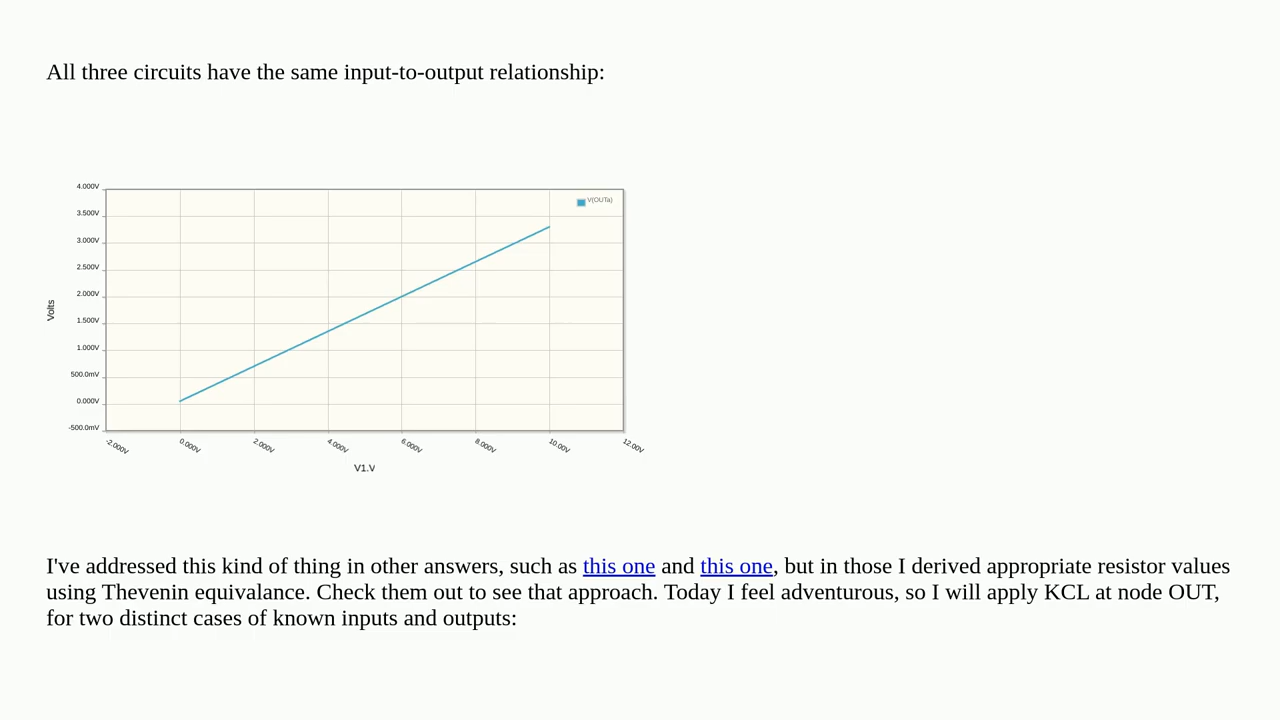 All three circuits have the same input-to-output relationship:
4.000V
3.500V
3.000V
2.500V
2.000V
1.500V
1.000V
500.0mV
0.000V
-500.0mV
Volts
V(OUTa)
-2.000V
0.000V
2.000V
4.000V
6.000V
8.000V
10.00V
12.00V
V1.V
I've addressed this kind of thing in other answers, such as this one and this one, but in those I derived appropriate resistor values
using Thevenin equivalance. Check them out to see that approach. Today I feel adventurous, so I will apply KCL at node OUT,
for two distinct cases of known inputs and outputs: